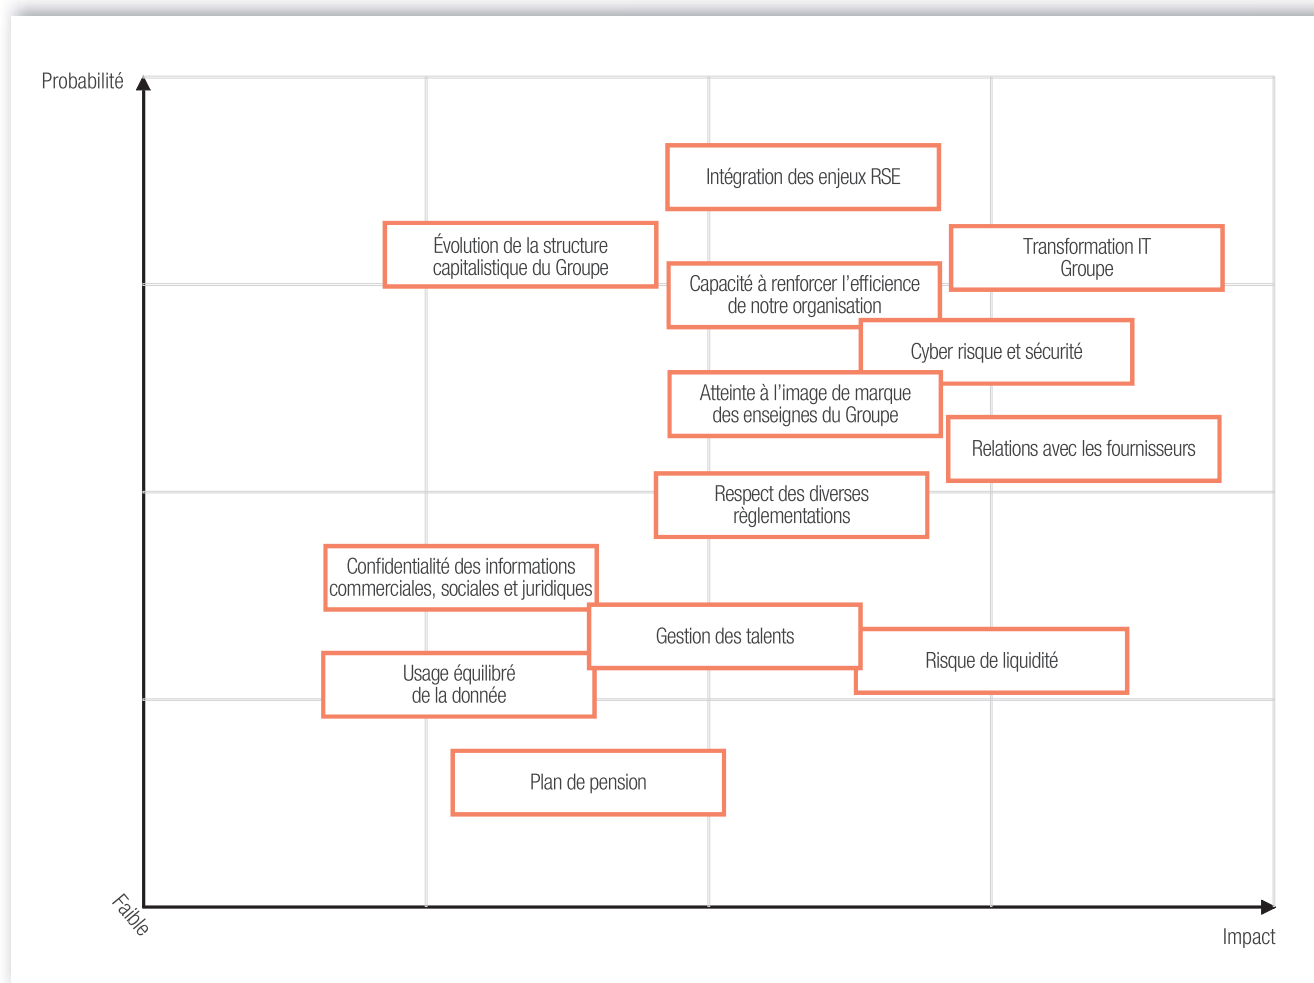 Probabilité
Intégration des enjeux RSE
Évolution de la structure
capitalistique du Groupe
Transformation IT
Groupe
Capacité à renforcer l'efficience
de notre organisation
Cyber risque et sécurité
Atteinte à l'image de marque
des enseignes du Groupe
Relations avec les fournisseurs
Respect des diverses
règlementations
Confidentialité des informations
commerciales, sociales et juridiques
Gestion des talents
Risque de liquidité
Usage équilibré
de la donnée
Plan de pension
Faible
Impact